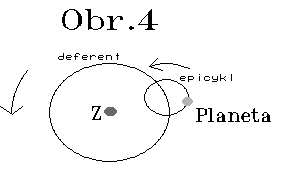 Obr.4
deferent
epicykl
Z
Planeta